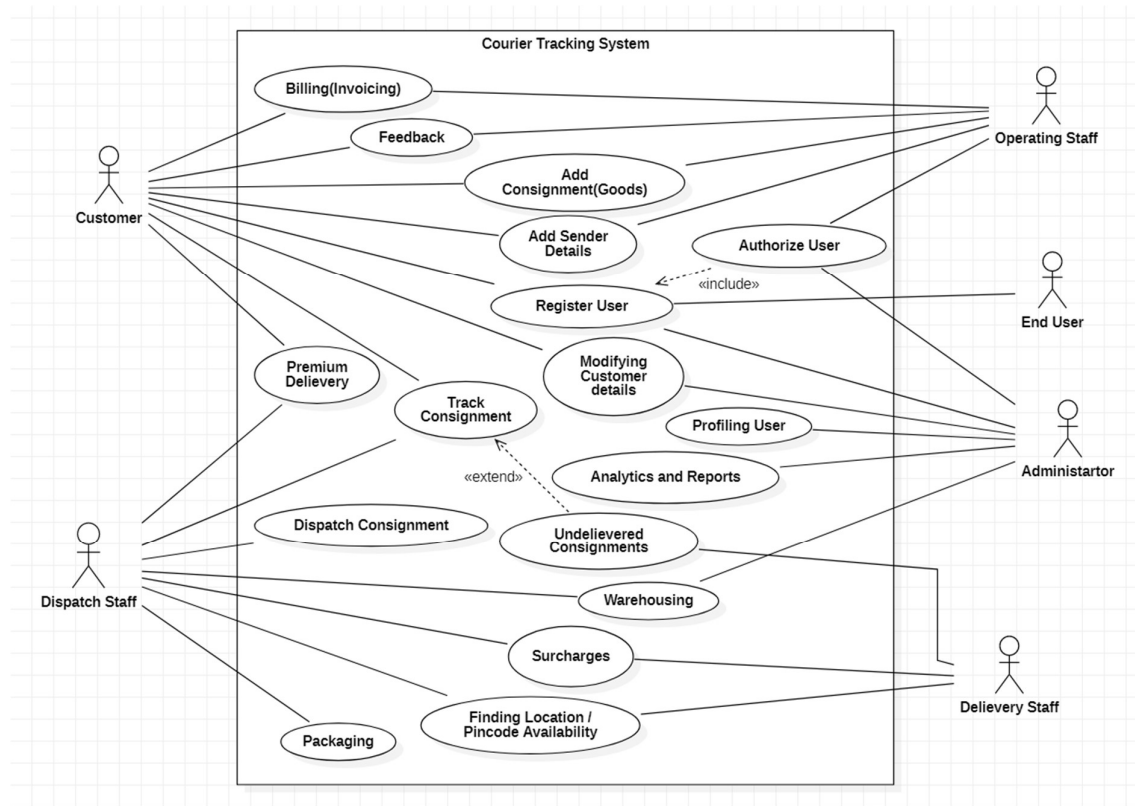 Courier Tracking System
Billing(Invoicing)
Feedback
Operating Staff
Add
Consignment(Goods)
Customer
Add Sender
Details
Authorize User
«include»
Register User
End User
Premium
Delievery
Modifying
Customer
details
Track
Consignment
Profiling User
Administartor
«extend»
Analytics and Reports
Dispatch Consignment
Undelievered
Consignments
Dispatch Staff
Warehousing
Surcharges
Delievery Staff
Finding Location /
Pincode Availability
Packaging